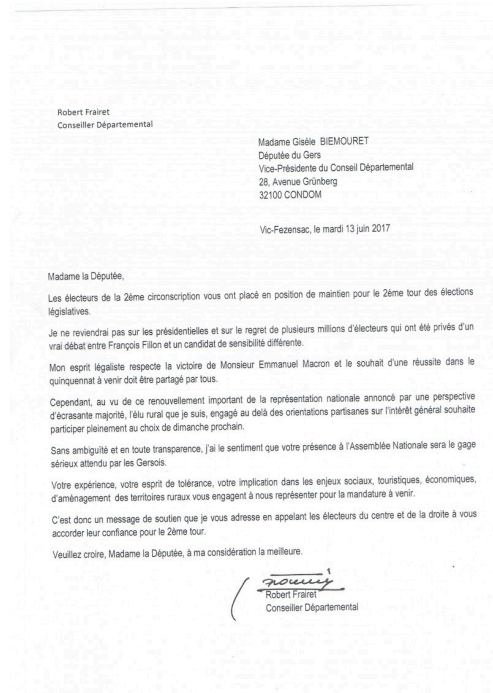 Robert Frairet
Conseiller Départemental
Madame Gisèle BIEMOURET
Députée du Gers
Vice-Présidente du Conseil Départemental
28, Avenue Grünberg
32100 CONDOM
Vic-Fezensac, le mardi 13 juin 2017
Madame la Députée,
Les électeurs de la 2ème circonscription vous ont placé en position de maintien pour le 2ème tour des élections
législatives.
Je ne reviendrai pas sur les présidentielles et sur le regret de plusieurs millions d'électeurs qui ont été privés d'un
vrai débat entre François Fillon et un candidat de sensibilité différente.
Mon esprit légaliste respecte la victoire de Monsieur Emmanuel Macron et le souhait d'une réussite dans le
quinquennat à venir doit être partagé par tous.
Cependant, au vu de ce renouvellement important de la représentation nationale annoncé par une perspective
d'écrasante majorité, l'élu rural que je suis, engagé au delà des orientations partisanes sur l'intérêt général souhaite
participer pleinement au choix de dimanche prochain.
Sans ambiguité et en toute transparence, j'ai le sentiment que votre présence à l'Assemblée Nationale sera le gage
sérieux attendu par les Gersois.
Votre expérience, votre esprit de tolérance, votre implication dans les enjeux sociaux, touristiques, économiques,
d'aménagement des territoires ruraux vous engagent à nous représenter pour la mandature à venir.
C'est donc un message de soutien que je vous adresse en appelant les électeurs du centre et de la droite à vous
accorder leur confiance pour le 2ème tour.
Veuillez croire, Madame la Députée, à ma considération la meilleure.
Robert Frairet
Conseiller Départemental